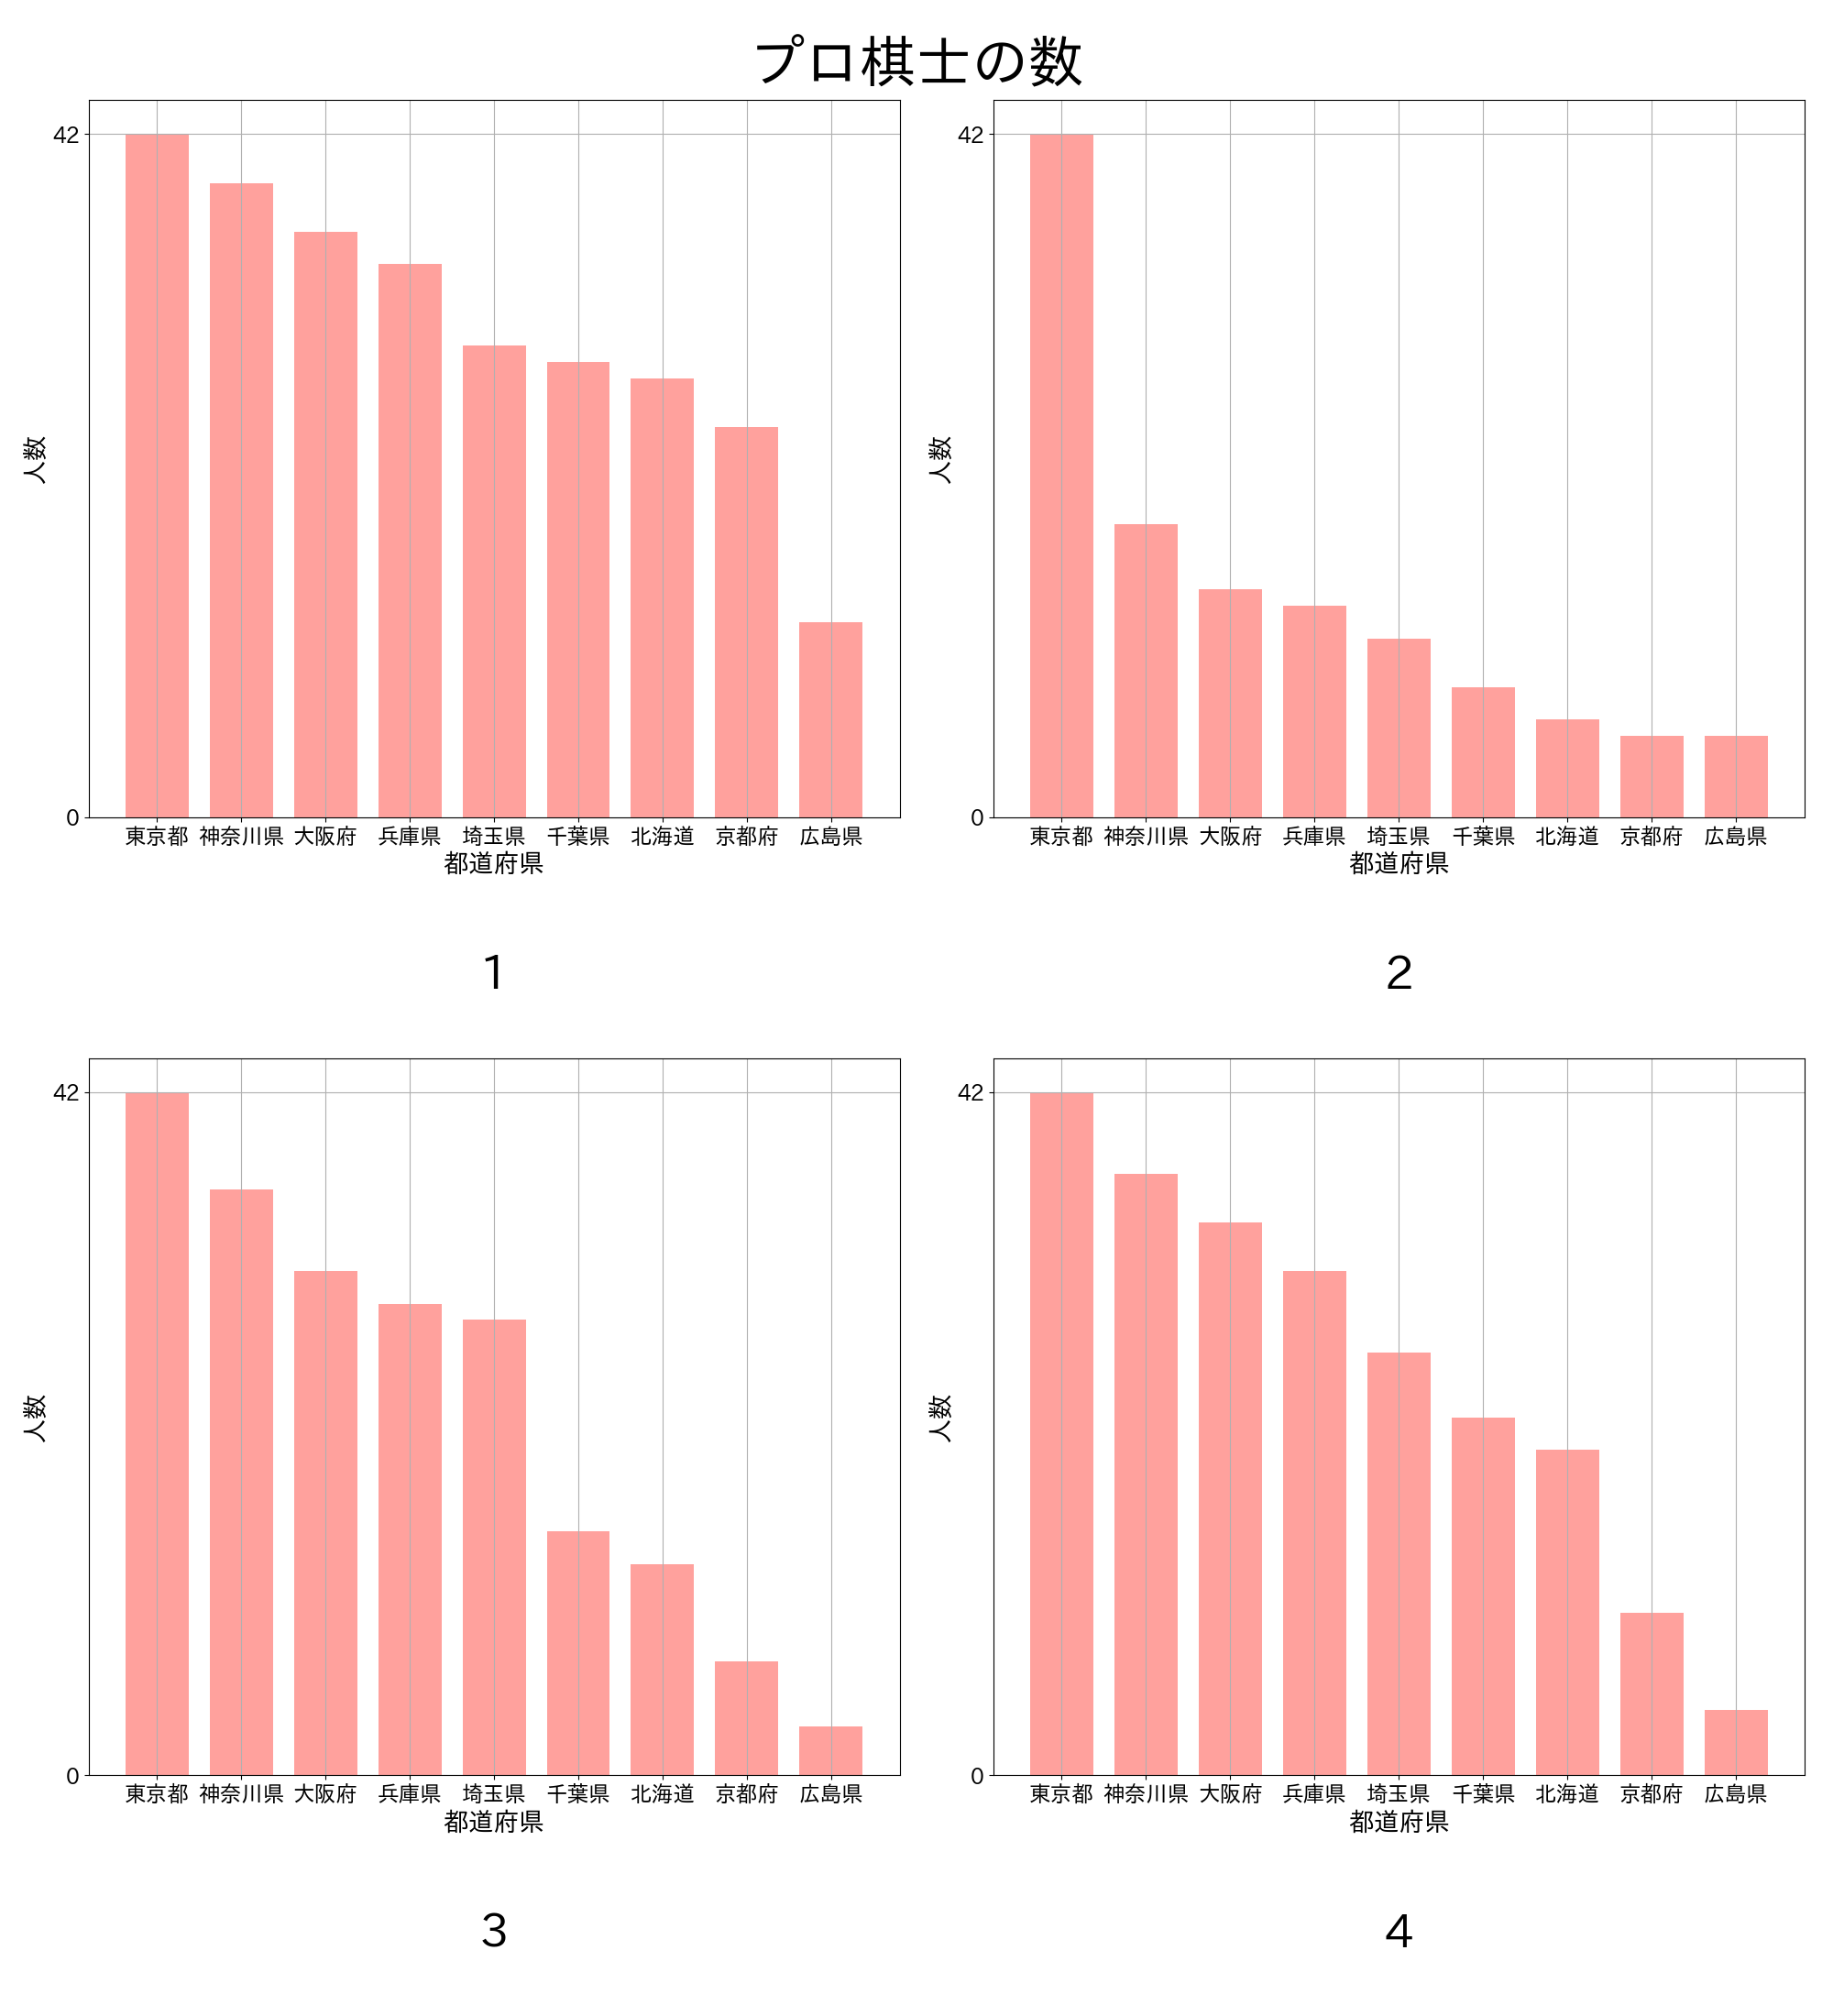 プロ棋士の数
42
0
人数
東京都 神奈川県 大阪府 兵庫県 埼玉県 千葉県 北海道 京都府 広島県
都道府県
1
42
0
人数
東京都 神奈川県 大阪府 兵庫県 埼玉県 千葉県 北海道 京都府 広島県
都道府県
2
42
0
人数
東京都 神奈川県 大阪府 兵庫県 埼玉県 千葉県 北海道 京都府 広島県
都道府県
3
42
0
人数
東京都 神奈川県 大阪府 兵庫県 埼玉県 千葉県 北海道 京都府 広島県
都道府県
4